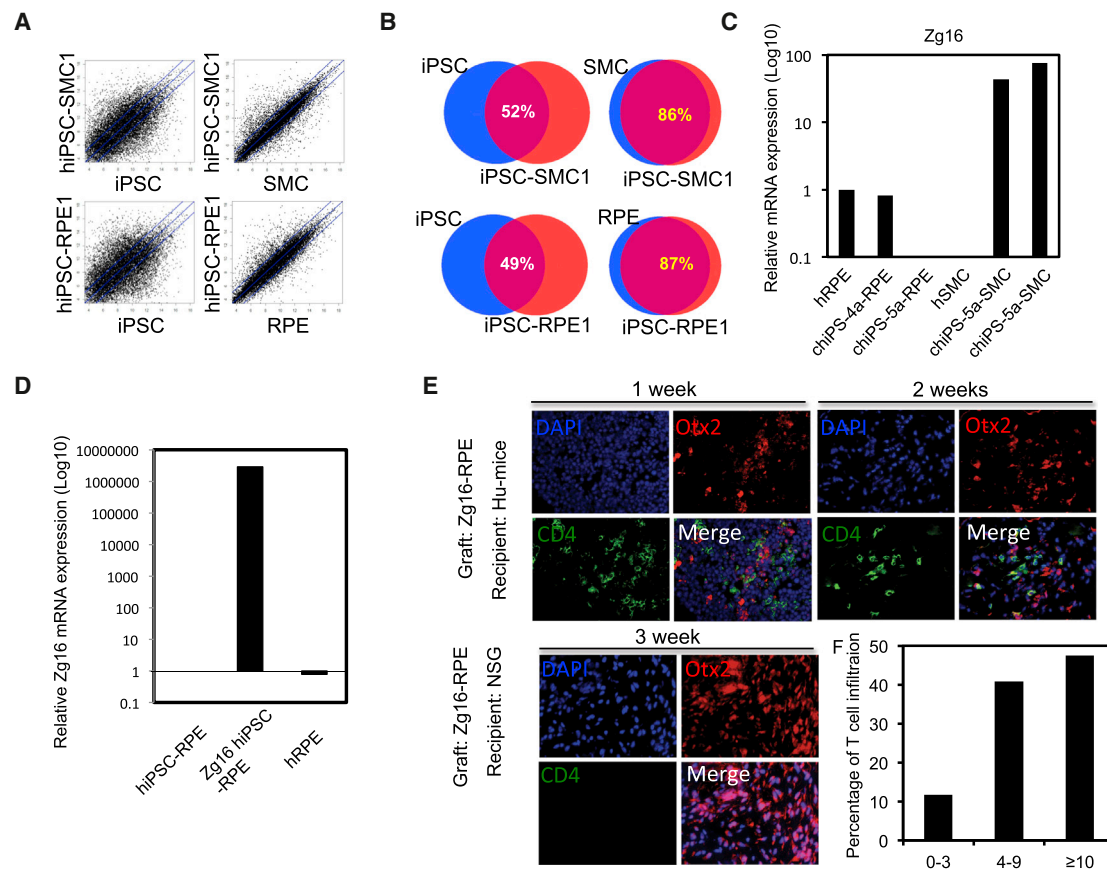 A
hiPSC-SMC1
iPSC
hiPSC-SMC1
SMC
hiPSC-RPE1
iPSC
hiPSC-RPE1
RPE
B
iPSC
52%
iPSC-SMC1
SMC
86%
iPSC-SMC1
iPSC
49%
iPSC-RPE1
RPE
87%
iPSC-RPE1
C
Zg16
Relative mRNA expression (Log10)
100
10
1
0.1
hRPE
chiPS-4a-RPE
chiPS-5a-RPE
hSMC
chiPS-5a-SMC
chiPS-5a-SMC
D
Relative Zg16 mRNA expression (Log10)
10000000
1000000
100000
10000
1000
100
10
1
0.1
hiPSC-RPE
Zg16 hiPSC
-RPE
hRPE
E
1 week
2 weeks
Graft: Zg16-RPE
Recipient: Hu-mice
DAPI
Otx2
CD4
Merge
DAPI
Otx2
CD4
Merge
3 week
Graft: Zg16-RPE
Recipient: NSG
DAPI
Otx2
CD4
Merge
F
Percentage of T cell infiltraion
50
40
30
20
10
0
0-3
4-9
≥10